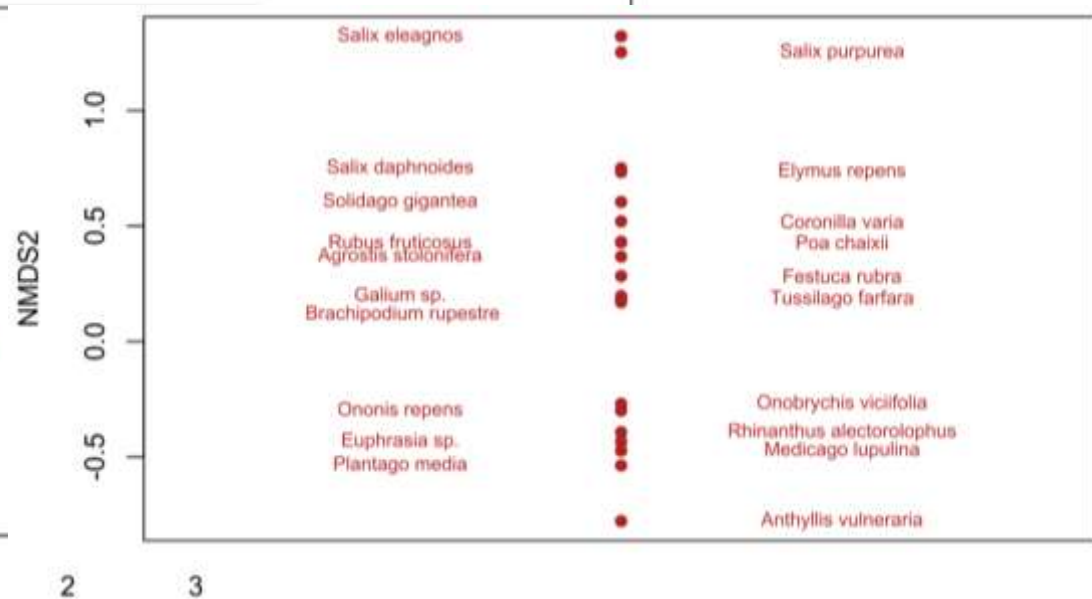 Salix eleagnos
Salix purpurea
1.0
Salix daphnoides
Elymus repens
Solidago gigantea
0.5
Coronilla varia
Rubus fruticosus
Poa chaixii
Agrostis stolonifera
Festuca rubra
NMDS2
Galium sp.
Tussilago farfara
Brachipodium rupestre
0.0
Ononis repens
Onobrychis viciifolia
Rhinanthus alectorolophus
Euphrasia sp.
Medicago lupulina
-0.5
Plantago media
Anthyllis vulneraria
2 3